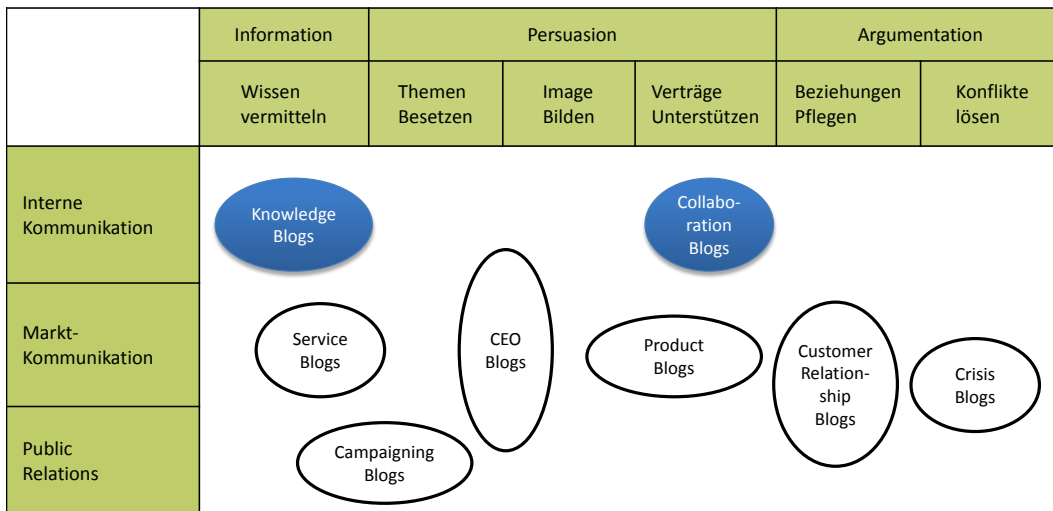 Information
Persuasion
Argumentation
Wissen
vermitteln
Themen
Besetzen
Image
Bilden
Verträge
Unterstützen
Beziehungen
Pflegen
Konflikte
lösen
Interne
Kommunikation
Knowledge
Blogs
Collabo-
ration
Blogs
Markt-
Kommunikation
Service
Blogs
CEO
Blogs
Product
Blogs
Customer
Relation-
ship
Blogs
Crisis
Blogs
Public
Relations
Campaigning
Blogs